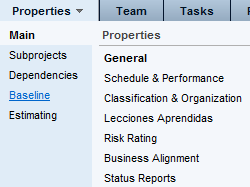 Properties Team Tasks
Main
Subprojects
Dependencies
Baseline
Estimating
Properties
General
Schedule & Performance
Classification & Organization
Lecciones Aprendidas
Risk Rating
Business Alignment
Status Reports